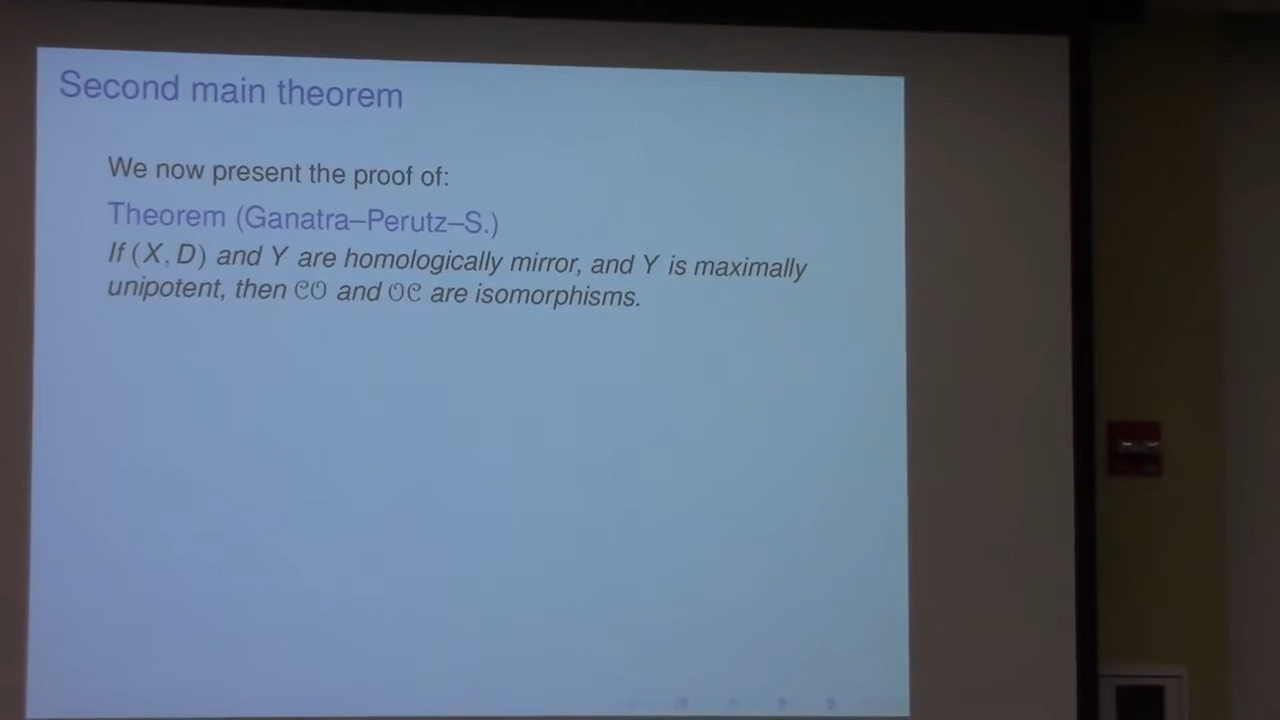 Second main theorem
We now present the proof of:
Theorem (Ganatra–Perutz–S.)
If (X, D) and Y are homologically mirror, and Y is maximally
unipotent, then 𝒞𝒪 and 𝒪𝒞 are isomorphisms.